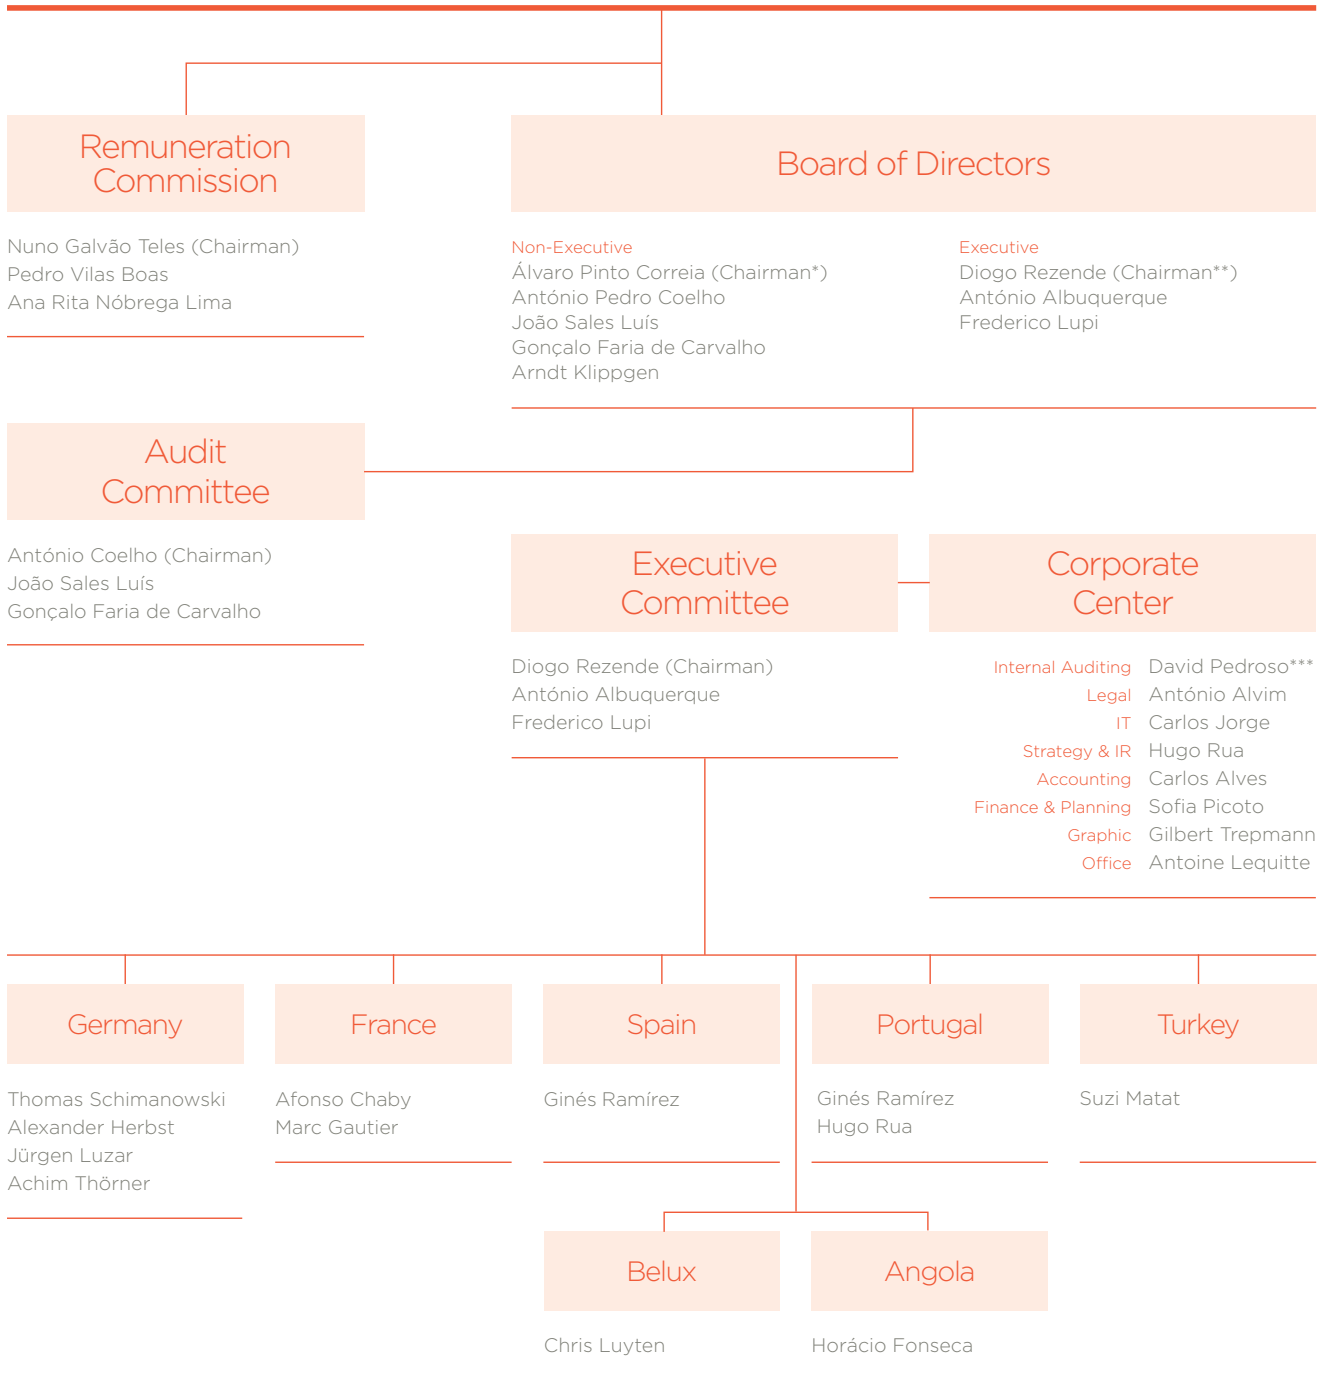 Remuneration
Commission
Nuno Galvão Teles (Chairman)
Pedro Vilas Boas
Ana Rita Nóbrega Lima
Board of Directors
Non-Executive
Álvaro Pinto Correia (Chairman*)
António Pedro Coelho
João Sales Luís
Gonçalo Faria de Carvalho
Arndt Klippgen
Executive
Diogo Rezende (Chairman**)
António Albuquerque
Frederico Lupi
Audit
Committee
António Coelho (Chairman)
João Sales Luís
Gonçalo Faria de Carvalho
Executive
Committee
Diogo Rezende (Chairman)
António Albuquerque
Frederico Lupi
Corporate
Center
Internal Auditing David Pedroso***
Legal António Alvim
IT Carlos Jorge
Strategy & IR Hugo Rua
Accounting Carlos Alves
Finance & Planning Sofia Picoto
Graphic Gilbert Trepmann
Office Antoine Lequitte
Germany
Thomas Schimanowski
Alexander Herbst
Jürgen Luzar
Achim Thörner
France
Afonso Chaby
Marc Gautier
Spain
Ginés Ramírez
Portugal
Ginés Ramírez
Hugo Rua
Turkey
Suzi Matat
Belux
Chris Luyten
Angola
Horácio Fonseca